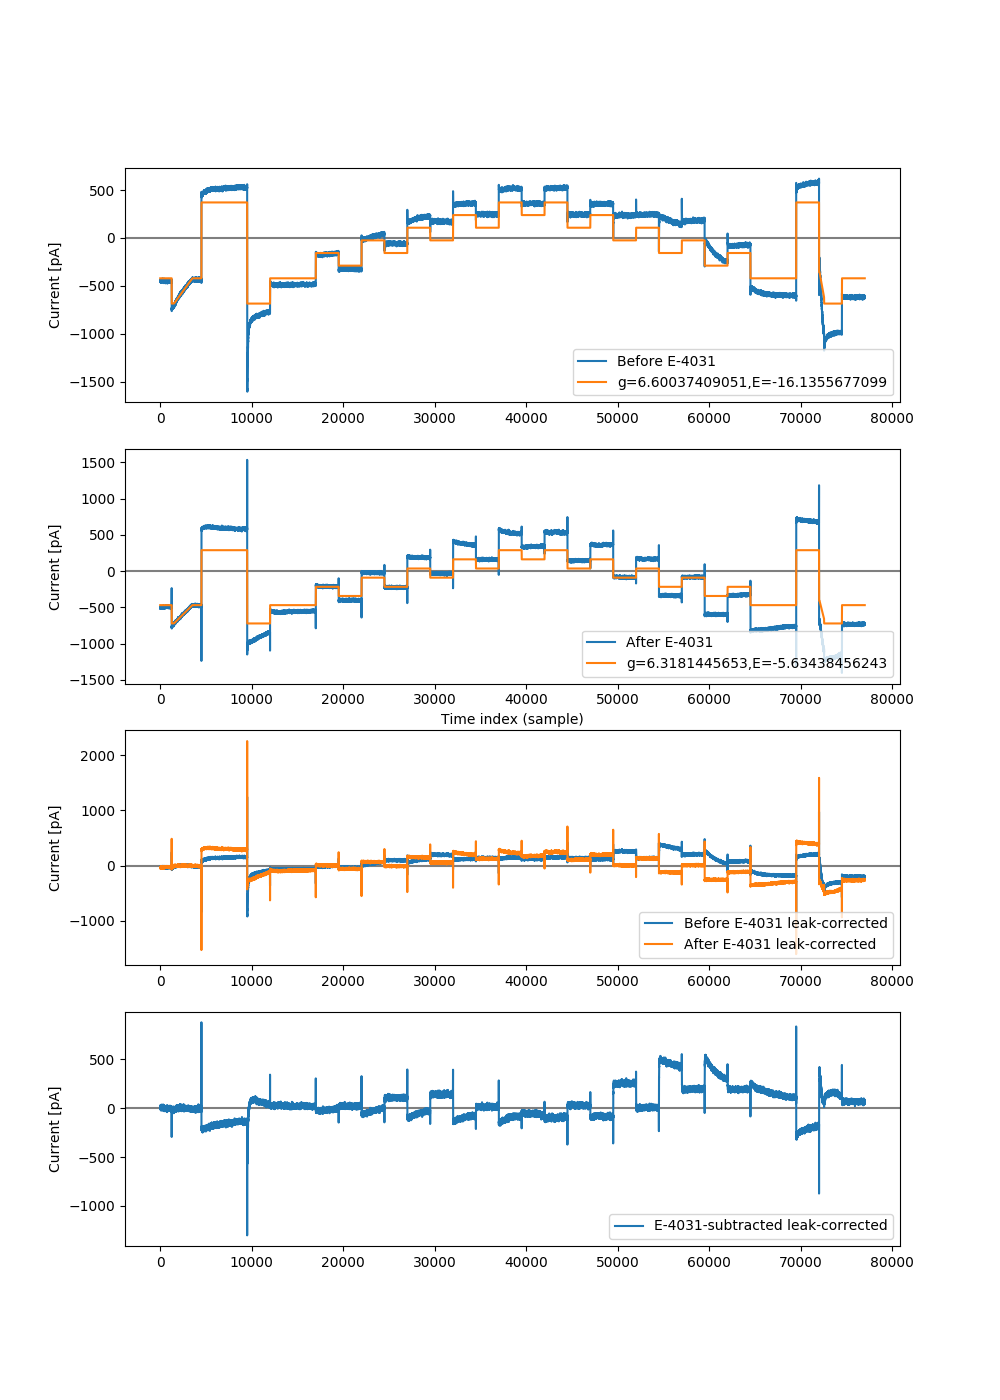 500
0
−500
−1000
−1500
Current [pA]
Before E-4031
g=6.60037409051,E=-16.1355677099
0 10000 20000 30000 40000 50000 60000 70000 80000
1500
1000
500
0
−500
−1000
−1500
Current [pA]
After E-4031
g=6.3181445653,E=-5.63438456243
0 10000 20000 30000 40000 50000 60000 70000 80000
Time index (sample)
2000
1000
0
−1000
Current [pA]
Before E-4031 leak-corrected
After E-4031 leak-corrected
0 10000 20000 30000 40000 50000 60000 70000 80000
500
0
−500
−1000
Current [pA]
E-4031-subtracted leak-corrected
0 10000 20000 30000 40000 50000 60000 70000 80000